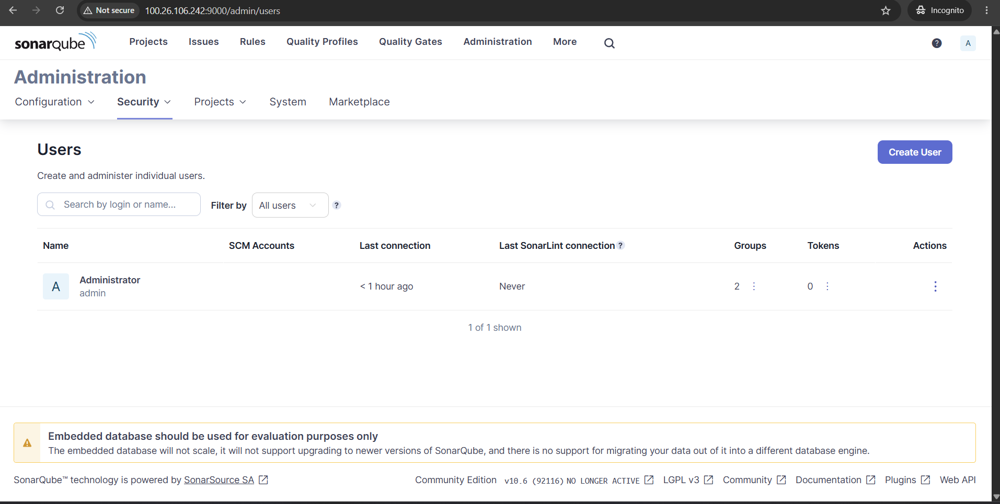 Not secure 100.26.106.242:9000/admin/users Incognito
sonarqube Projects Issues Rules Quality Profiles Quality Gates Administration More ? A
Administration
Configuration Security Projects System Marketplace
Users
Create User
Create and administer individual users.
Search by login or name... Filter by All users ?
Name SCM Accounts Last connection Last SonarLint connection ? Groups Tokens Actions
A Administrator
admin
< 1 hour ago Never 2 0
1 of 1 shown
Embedded database should be used for evaluation purposes only
The embedded database will not scale, it will not support upgrading to newer versions of SonarQube, and there is no support for migrating your data out of it into a different database engine.
SonarQube™ technology is powered by SonarSource SA Community Edition v10.6 (92116) NO LONGER ACTIVE LGPL v3 Community Documentation Plugins Web API